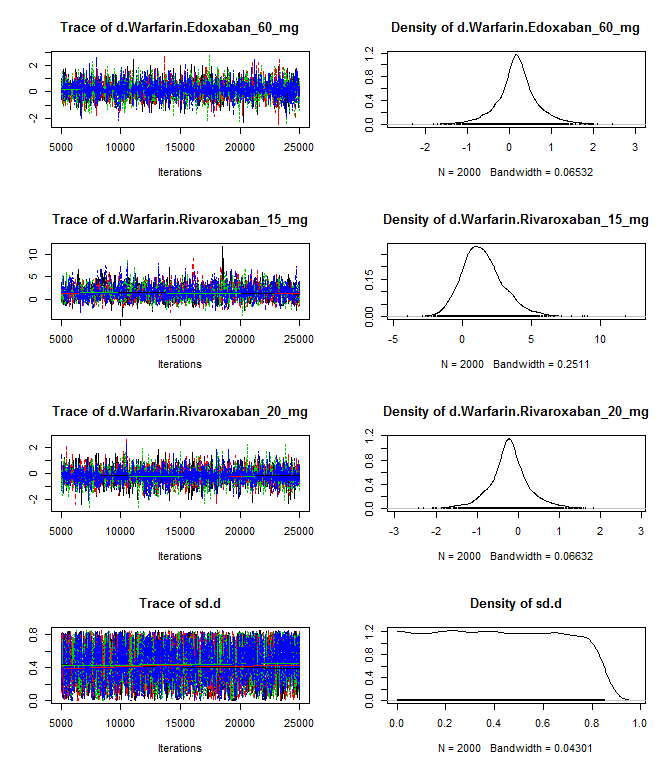 Trace of d.Warfarin.Edoxaban_60_mg
2
0
-2
5000 10000 15000 20000 25000
Iterations
Density of d.Warfarin.Edoxaban_60_mg
1.2
0.8
0.4
0.0
-2 -1 0 1 2 3
N = 2000 Bandwidth = 0.06532
Trace of d.Warfarin.Rivaroxaban_15_mg
10
5
0
5000 10000 15000 20000 25000
Iterations
Density of d.Warfarin.Rivaroxaban_15_mg
0.15
0.00
-5 0 5 10
N = 2000 Bandwidth = 0.2511
Trace of d.Warfarin.Rivaroxaban_20_mg
2
0
-2
5000 10000 15000 20000 25000
Iterations
Density of d.Warfarin.Rivaroxaban_20_mg
1.2
0.8
0.4
0.0
-3 -2 -1 0 1 2 3
N = 2000 Bandwidth = 0.06632
Trace of sd.d
0.8
0.4
0.0
5000 10000 15000 20000 25000
Iterations
Density of sd.d
1.2
0.8
0.4
0.0
0.0 0.2 0.4 0.6 0.8 1.0
N = 2000 Bandwidth = 0.04301